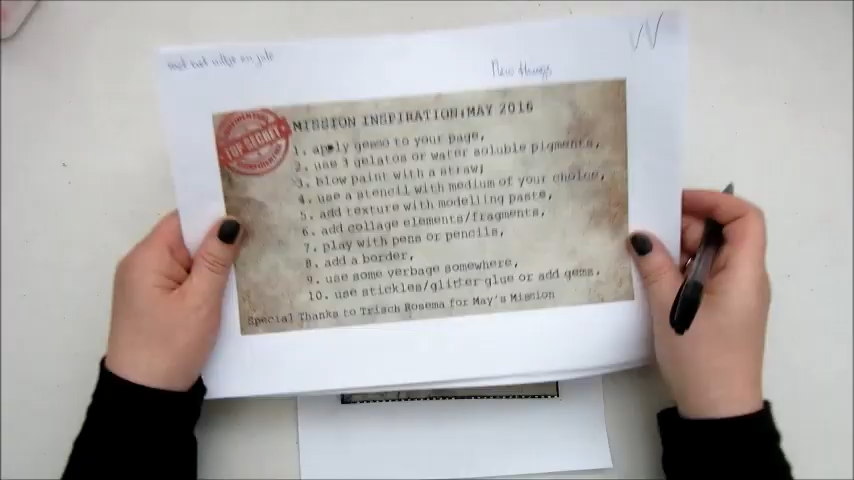 New things
MISSION INSPIRATION:MAY 2016
TOP SECRET
1. apply gesso to your page,
2. use 3 gelatos or water soluble pigments,
3. blow paint with a straw;
4. use a stencil with medium of your choice,
5. add texture with modelling paste,
6. add collage elements/fragments,
7. play with pens or pencils,
8. add a border,
9. use some verbage somewhere,
10. use stickles/glitter glue or add gems.
Special Thanks to Trisch Rosema for May's Mission